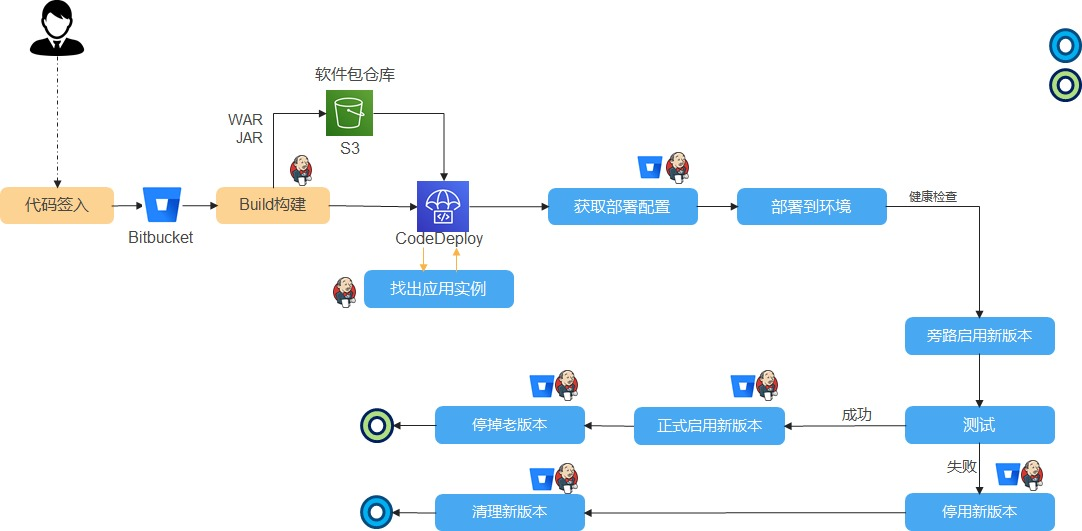 软件包仓库
WAR
JAR
S3
代码签入
Bitbucket
Build构建
CodeDeploy
获取部署配置
部署到环境
健康检查
找出应用实例
旁路启用新版本
停掉老版本
正式启用新版本
成功
测试
失败
清理新版本
停用新版本